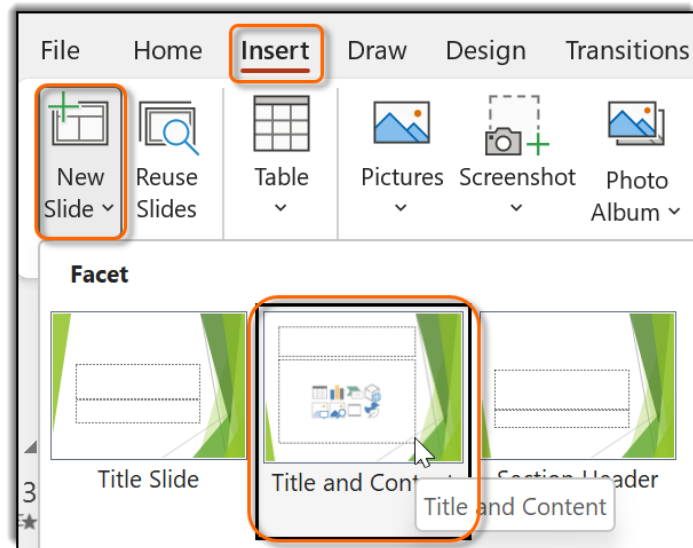 File Home Insert Draw Design Transitions
New Slide
Reuse Slides
Table
Pictures
Screenshot
Photo Album
Facet
Title Slide
Title and Cont
Section Header
Title and Content
3